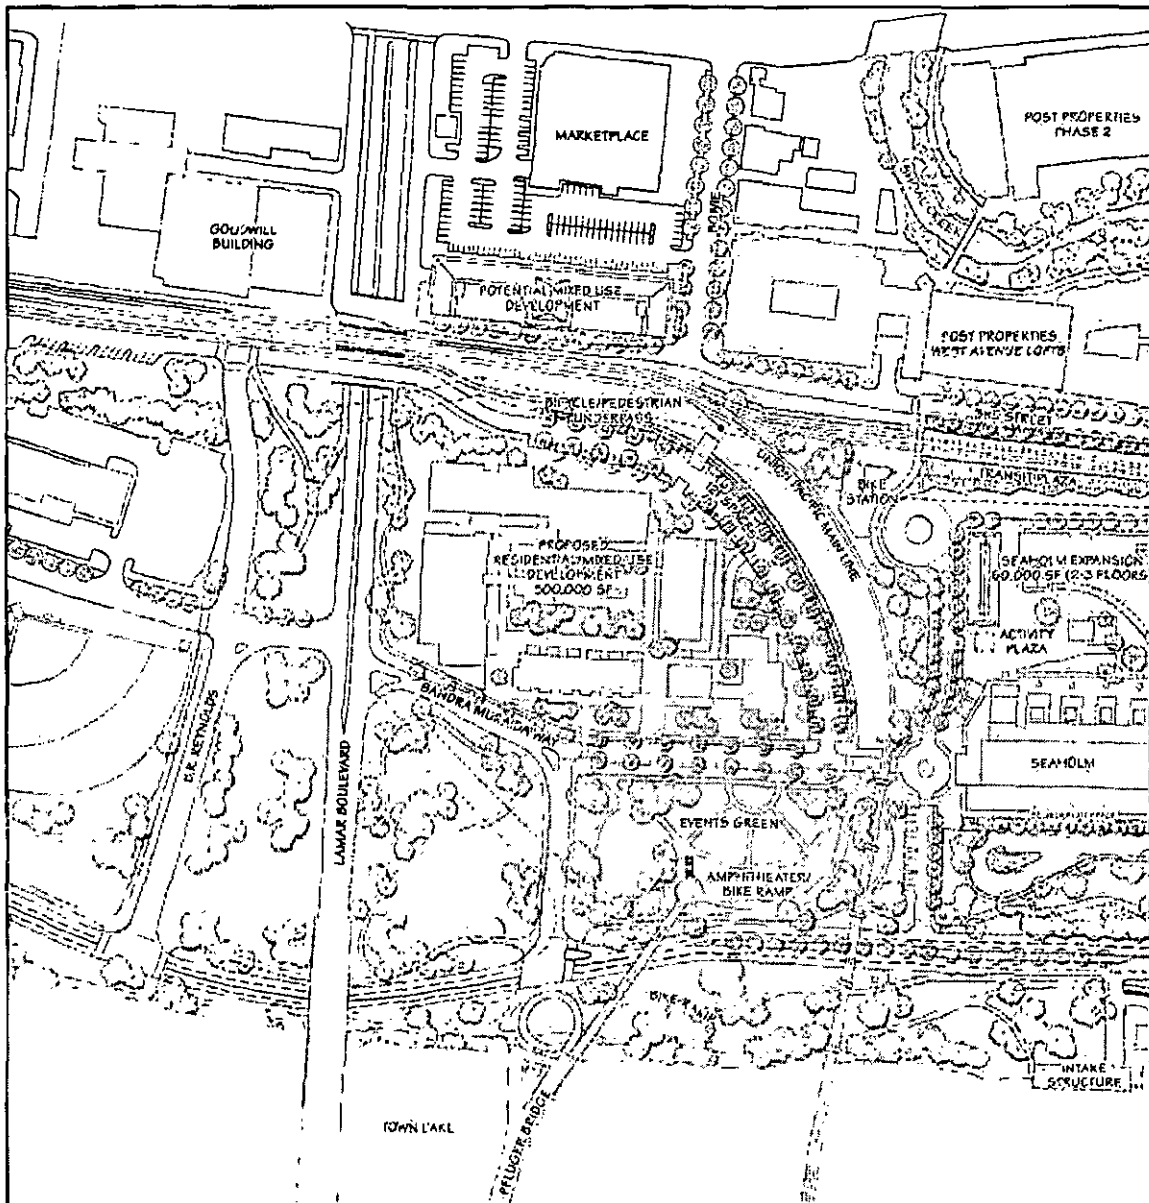 MARKETPLACE
POST PROPERTIES
PHASE 2
BOWIE
GOODWILL
BUILDING
POTENTIAL MIXED USE
DEVELOPMENT
POST PROPERTIES
WEST AVENUE LOFTS
BICYCLE/PEDESTRIAN
UNDERPASS
TRANSIT PLAZA
UNION PACIFIC MAIN LINE
BIKE
STATION
PROPOSED
RESIDENTIAL/MIXED USE
DEVELOPMENT
300,000 SF
SEAHOLM EXPANSION
60,000 SF (2-3 FLOORS
ACTIVITY
PLAZA
SANDRA MURAIDA WAY
B.R. REYNOLDS
LAMAR BOULEVARD
SEAHOLM
EVENTS GREEN
AMPHITHEATER/
BIKE RAMP
BIKE RAMP
INTAKE
STRUCTURE
TOWN LAKE
PFLUGER BRIDGE